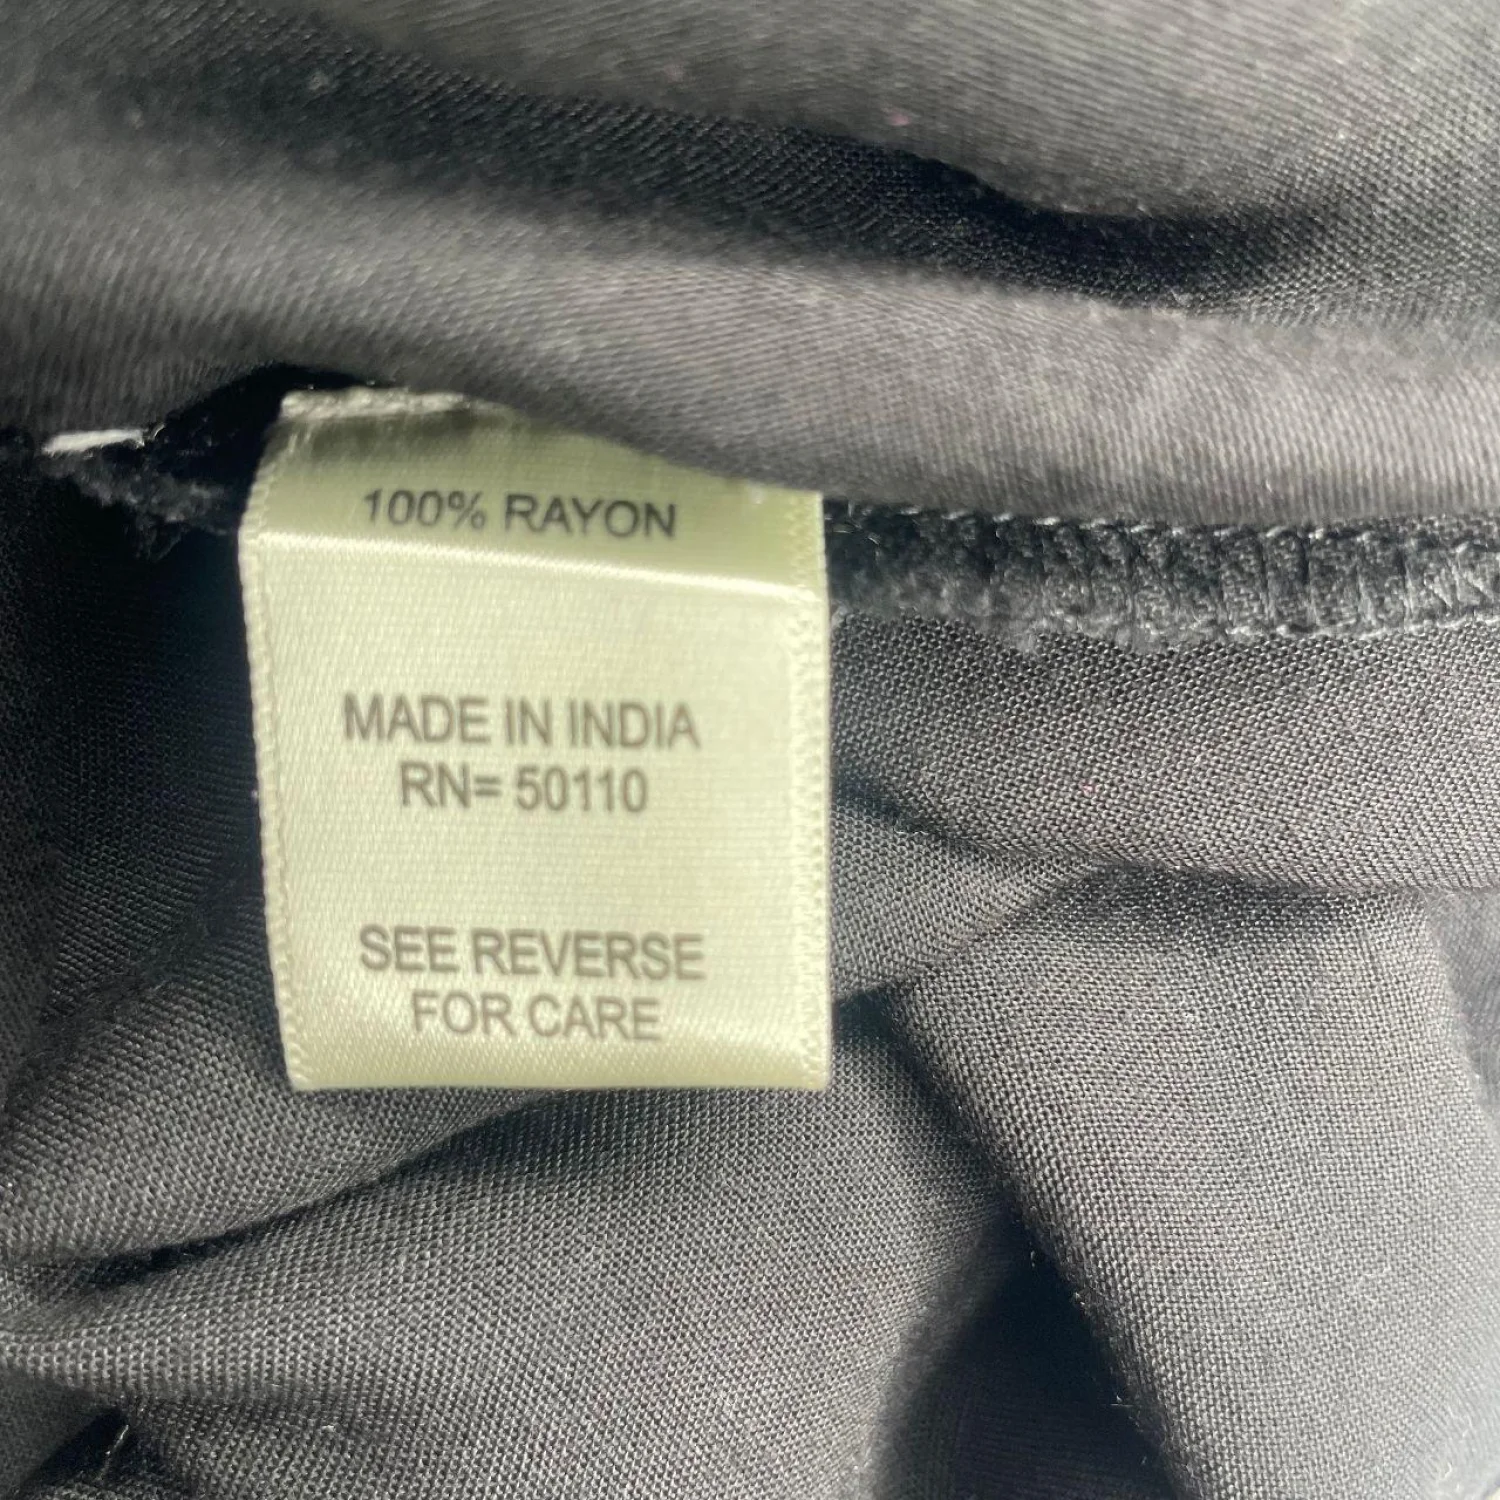 100% RAYON
MADE IN INDIA
RN= 50110
SEE REVERSE
FOR CARE